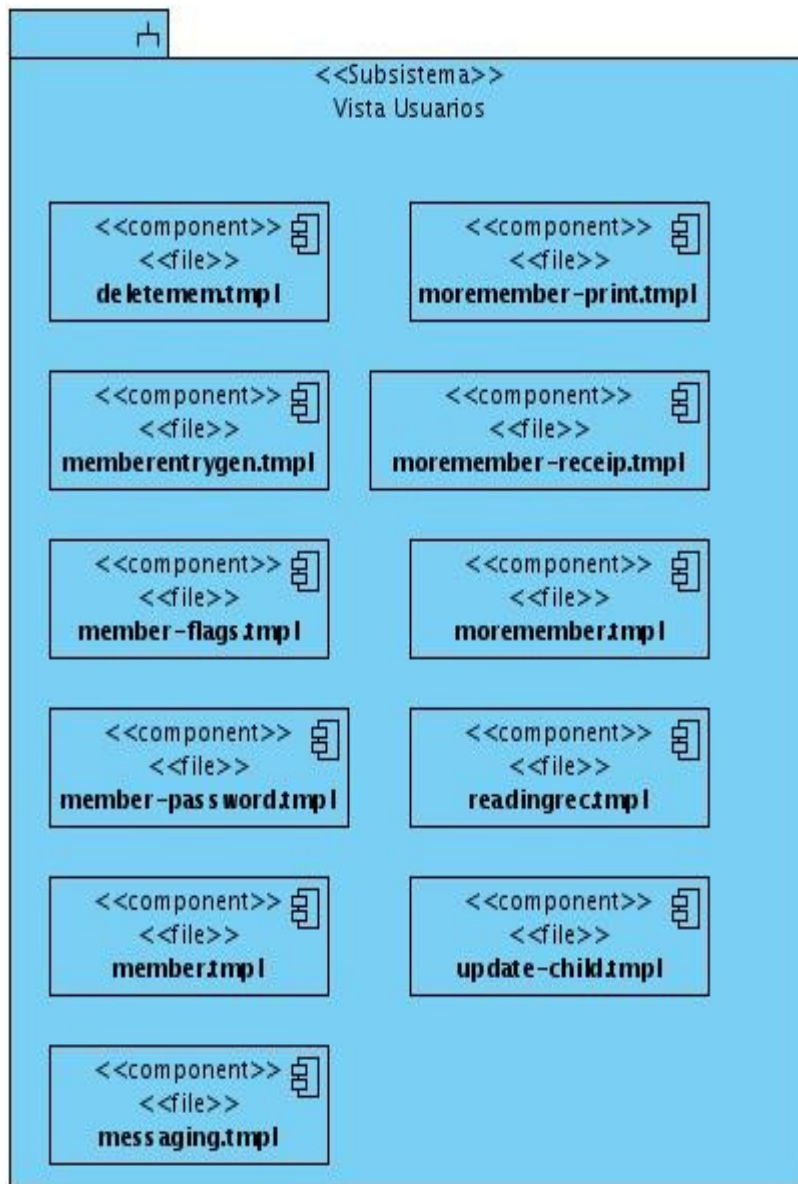 <<Subsistema>>
Vista Usuarios
<<component>>
<<file>>
deletemem.tmpl
<<component>>
<<file>>
moremember-print.tmpl
<<component>>
<<file>>
memberentrygen.tmpl
<<component>>
<<file>>
moremember-receip.tmpl
<<component>>
<<file>>
member-flags.tmpl
<<component>>
<<file>>
moremember.tmpl
<<component>>
<<file>>
member-password.tmpl
<<component>>
<<file>>
readingrec.tmpl
<<component>>
<<file>>
member.tmpl
<<component>>
<<file>>
update-child.tmpl
<<component>>
<<file>>
messaging.tmpl